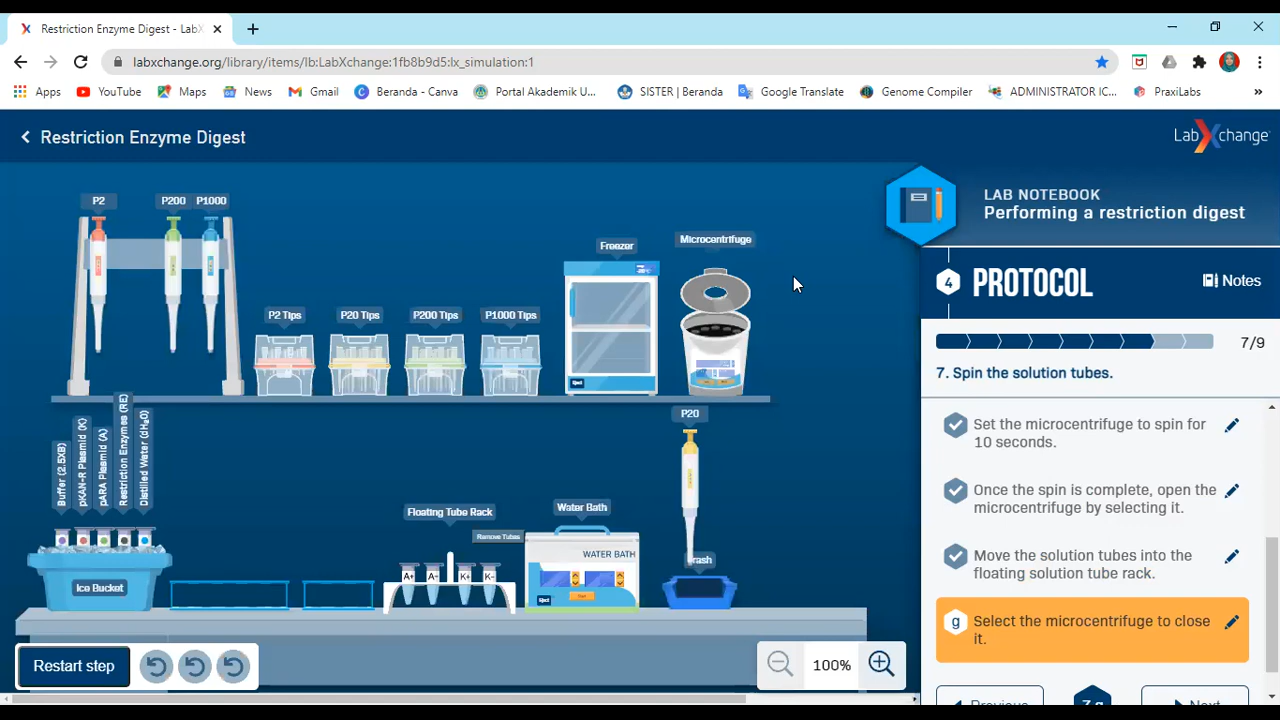 Restriction Enzyme Digest - LabX
labxchange.org/library/items/lb:LabXchange:1fb8b9d5:lx_simulation:1
Apps YouTube Maps News Gmail Beranda - Canva Portal Akademik U... SISTER | Beranda Google Translate Genome Compiler ADMINISTRATOR IC... PraxiLabs »
Restriction Enzyme Digest
LabXchange
LAB NOTEBOOK
Performing a restriction digest
4 PROTOCOL
Notes
7/9
7. Spin the solution tubes.
Set the microcentrifuge to spin for
10 seconds.
Once the spin is complete, open the
microcentrifuge by selecting it.
Move the solution tubes into the
floating solution tube rack.
g Select the microcentrifuge to close
it.
Previous
7 g
Next
P2 P200 P1000
Freezer
Microcentrifuge
P2 Tips P20 Tips P200 Tips P1000 Tips
Eject
P20
Buffer (2.5XB)
pKAN-R Plasmid (K)
pARA Plasmid (A)
Restriction Enzymes (RE)
Distilled Water (dH₂O)
Ice Bucket
Floating Tube Rack
Remove Tubes
A+ A- K+ K-
Water Bath
WATER BATH
Eject
Trash
Restart step
100%